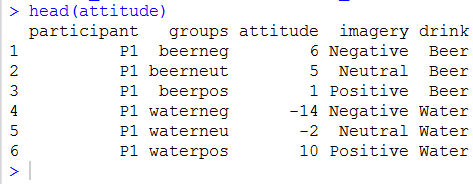 > head(attitude)
participant groups attitude imagery drink
1 P1 beerneg 6 Negative Beer
2 P1 beerneut 5 Neutral Beer
3 P1 beerpos 1 Positive Beer
4 P1 waterneg -14 Negative Water
5 P1 waterneu -2 Neutral Water
6 P1 waterpos 10 Positive Water
>